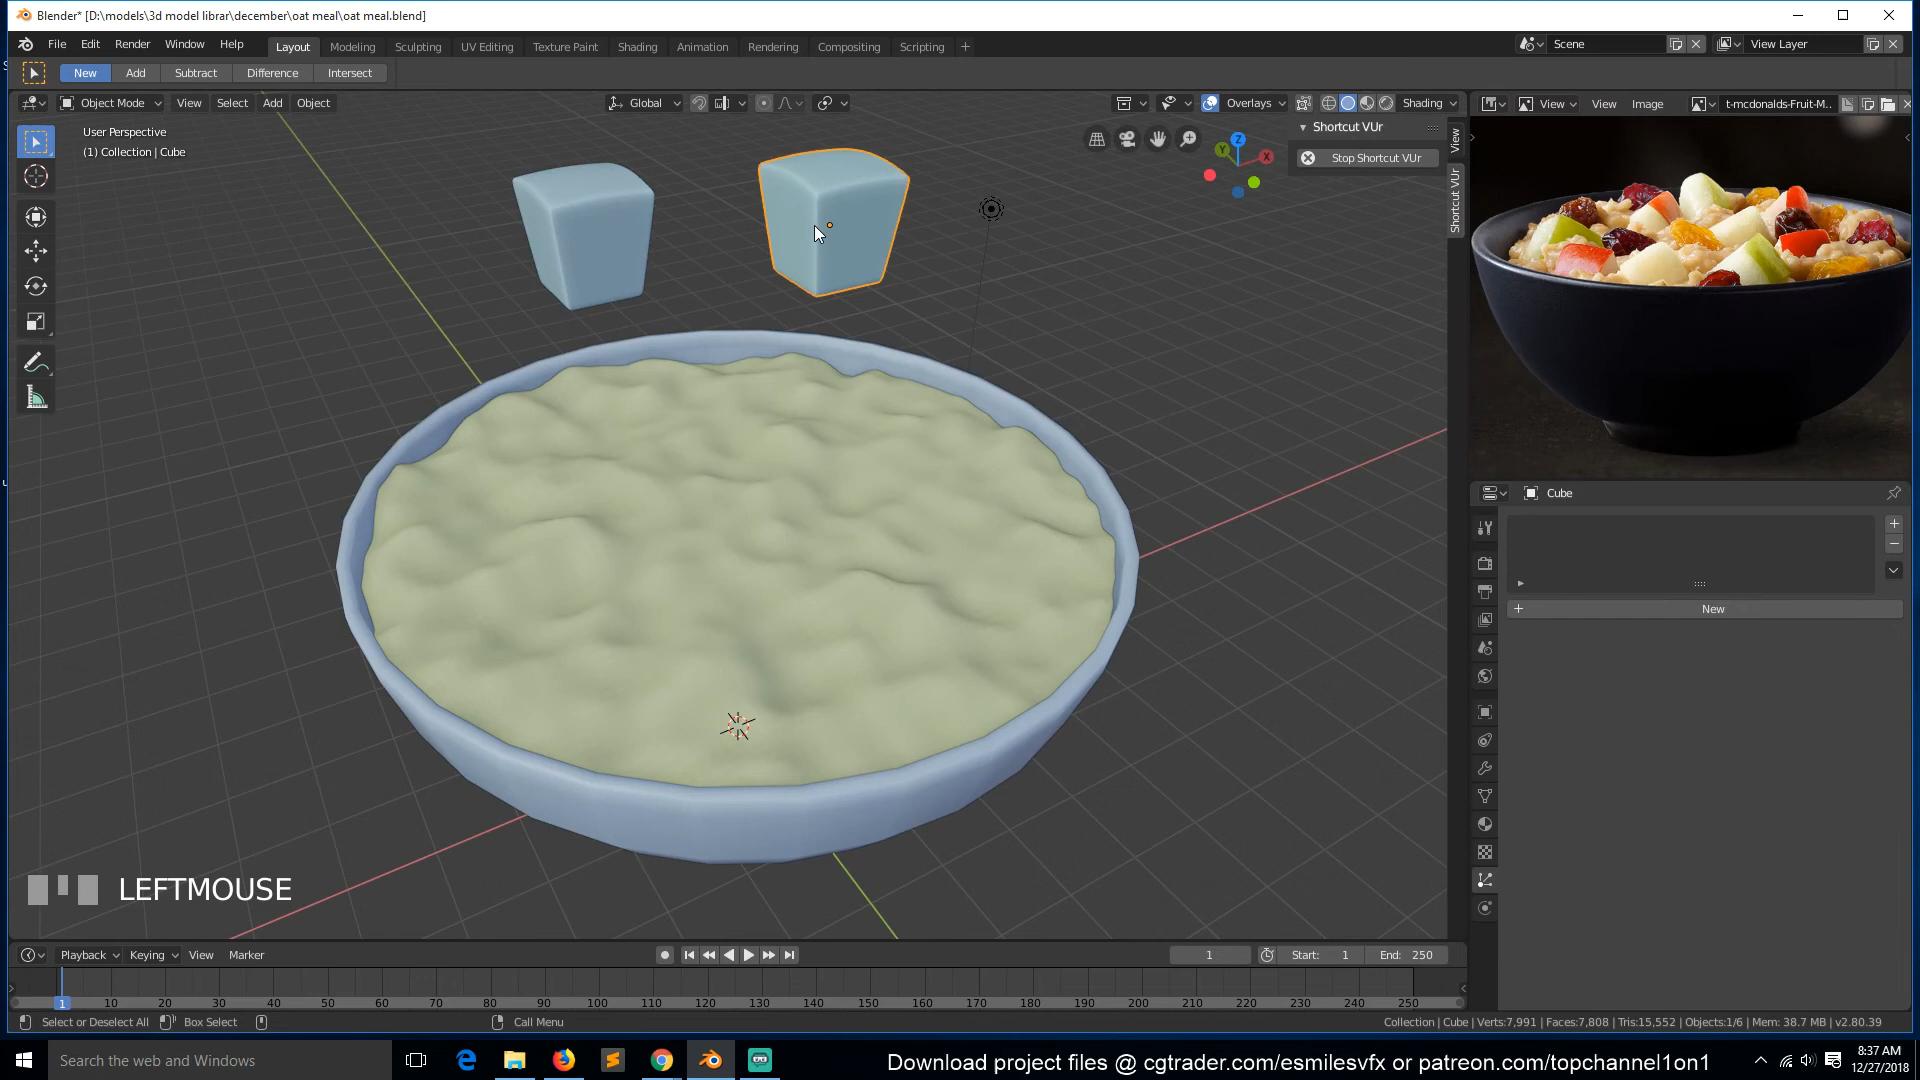 Blender* [D:\models\3d model librar\december\oat meal\oat meal.blend]
File Edit Render Window Help Layout Modeling Sculpting UV Editing Texture Paint Shading Animation Rendering Compositing Scripting + Scene View Layer
New Add Subtract Difference Intersect
Object Mode View Select Add Object Global Overlays Shading View View Image t-mcdonalds-Fruit-M..
User Perspective
(1) Collection | Cube
Shortcut VUr
Stop Shortcut VUr
View
Shortcut VUr
Z
Y
X
Cube
New
LEFTMOUSE
Playback Keying View Marker 1 Start: 1 End: 250
1 10 20 30 40 50 60 70 80 90 100 110 120 130 140 150 160 170 180 190 200 210 220 230 240 250
Select or Deselect All Box Select Call Menu Collection | Cube | Verts:7,991 | Faces:7,808 | Tris:15,552 | Objects:1/6 | Mem: 38.7 MB | v2.80.39
Search the web and Windows
Download project files @ cgtrader.com/esmilesvfx or patreon.com/topchannel1on1
8:37 AM
12/27/2018